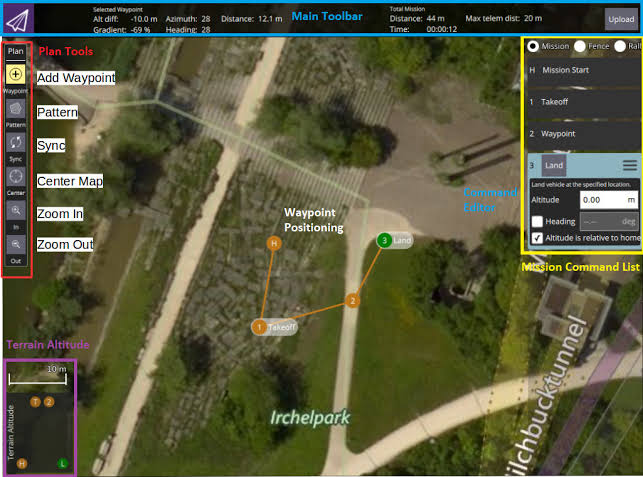 Selected Waypoint
Alt diff: -10.0 m Azimuth: 28 Distance: 12.1 m
Gradient: -69 % Heading: 28
Main Toolbar
Total Mission
Distance: 44 m Max telem dist: 20 m
Time: 00:00:12
Upload
Plan
Plan Tools
Waypoint
Add Waypoint
Pattern
Pattern
Sync
Sync
Center
Center Map
In
Zoom In
Out
Zoom Out
Mission Fence Rall
H Mission Start
1 Takeoff
2 Waypoint
3 Land
Land vehicle at the specified location.
Altitude 0.00 m
Heading --.-- deg
Altitude is relative to home
Command
Editor
Mission Command List
Waypoint
Positioning
H
3 Land
2
1 Takeoff
Terrain Altitude
10 m
Terrain Altitude
T 2
H L
Irchelpark
ilchbucktunnel